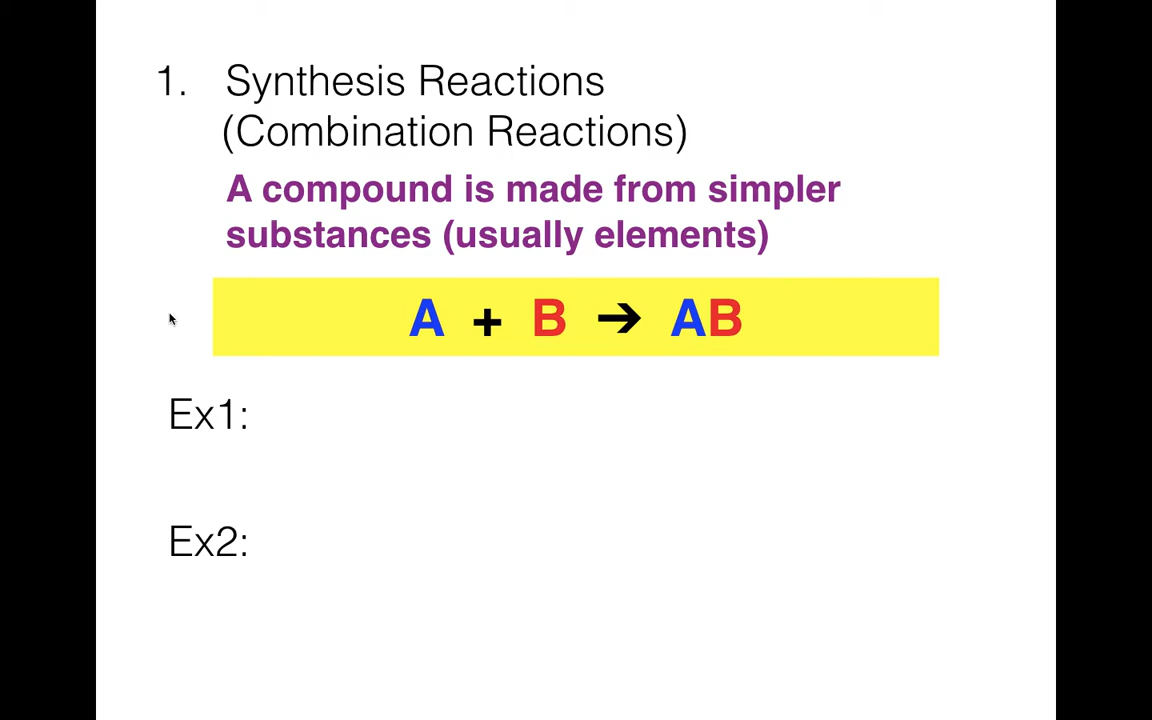 1. Synthesis Reactions
(Combination Reactions)
A compound is made from simpler
substances (usually elements)
A + B → AB
Ex1:
Ex2: